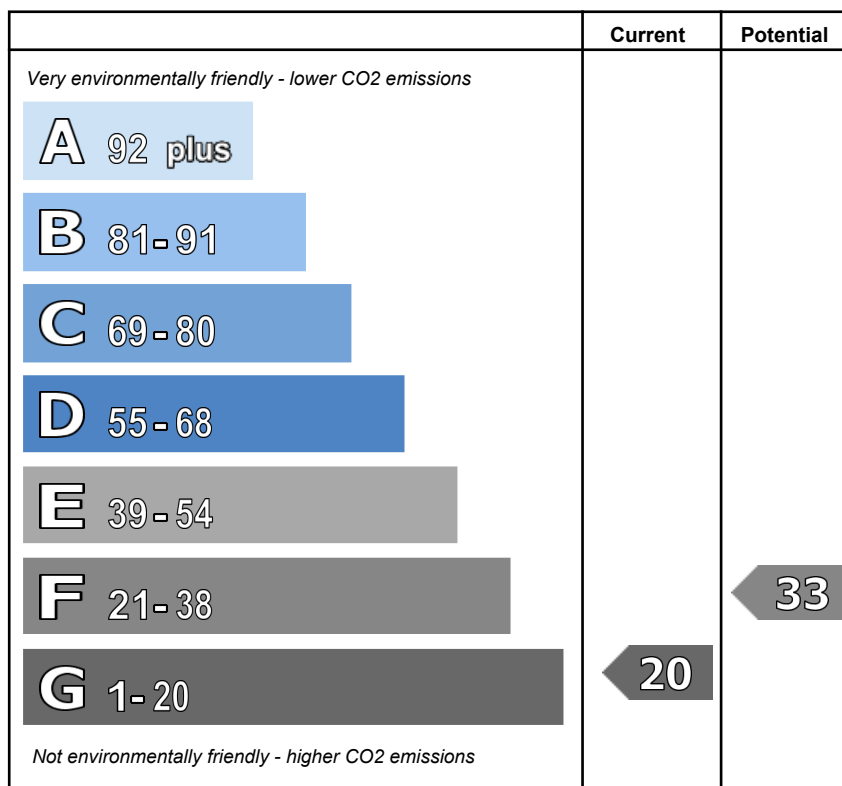 Current Potential
Very environmentally friendly - lower CO2 emissions
A 92 plus
B 81-91
C 69-80
D 55-68
E 39-54
F 21-38
33
G 1-20
20
Not environmentally friendly - higher CO2 emissions